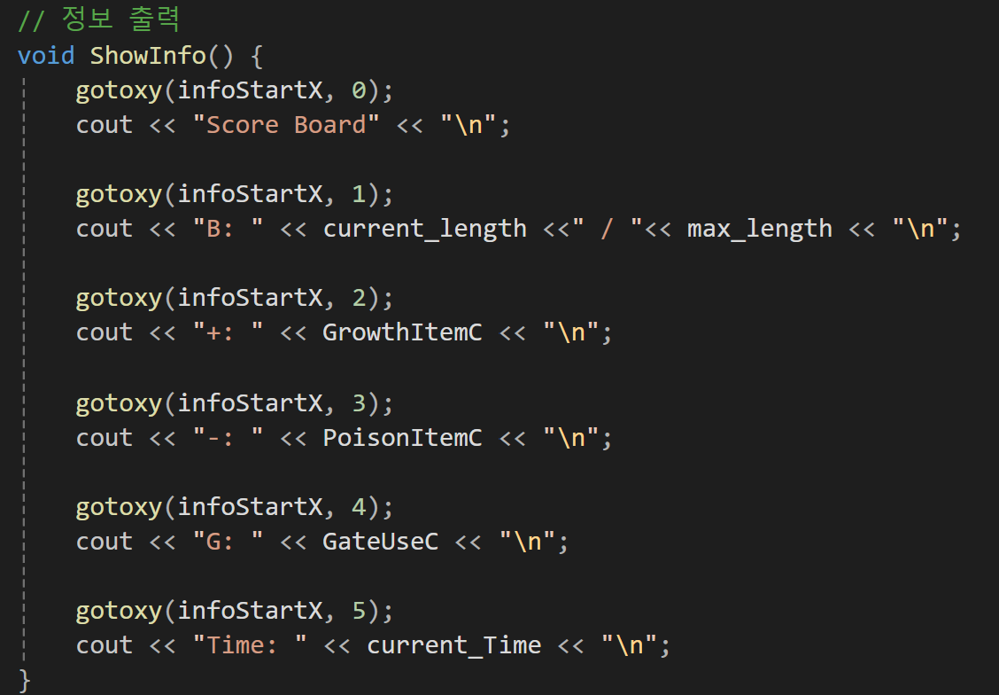 // 정보 출력
void ShowInfo() {
    gotoxy(infoStartX, 0);
    cout << "Score Board" << "\n";
    gotoxy(infoStartX, 1);
    cout << "B: " << current_length <<" / "<< max_length << "\n";
    gotoxy(infoStartX, 2);
    cout << "+: " << GrowthItemC << "\n";
    gotoxy(infoStartX, 3);
    cout << "-: " << PoisonItemC << "\n";
    gotoxy(infoStartX, 4);
    cout << "G: " << GateUseC << "\n";
    gotoxy(infoStartX, 5);
    cout << "Time: " << current_Time << "\n";
}